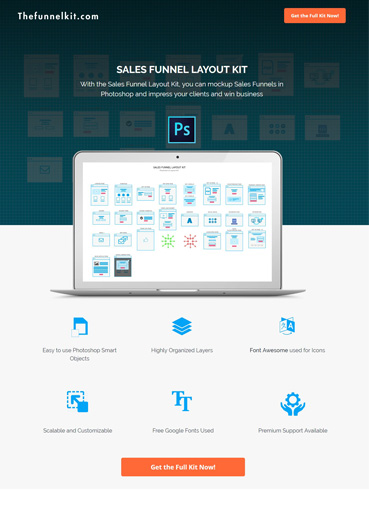 Thefunnelkit.com
Get the Full Kit Now!
SALES FUNNEL LAYOUT KIT
With the Sales Funnel Layout Kit, you can mockup Sales Funnels in
Photoshop and impress your clients and win business
Ps
SALES FUNNEL LAYOUT KIT
Easy to use Photoshop Smart
Objects
Highly Organized Layers
Font Awesome used for Icons
Scalable and Customizable
Free Google Fonts Used
Premium Support Available
Get the Full Kit Now!